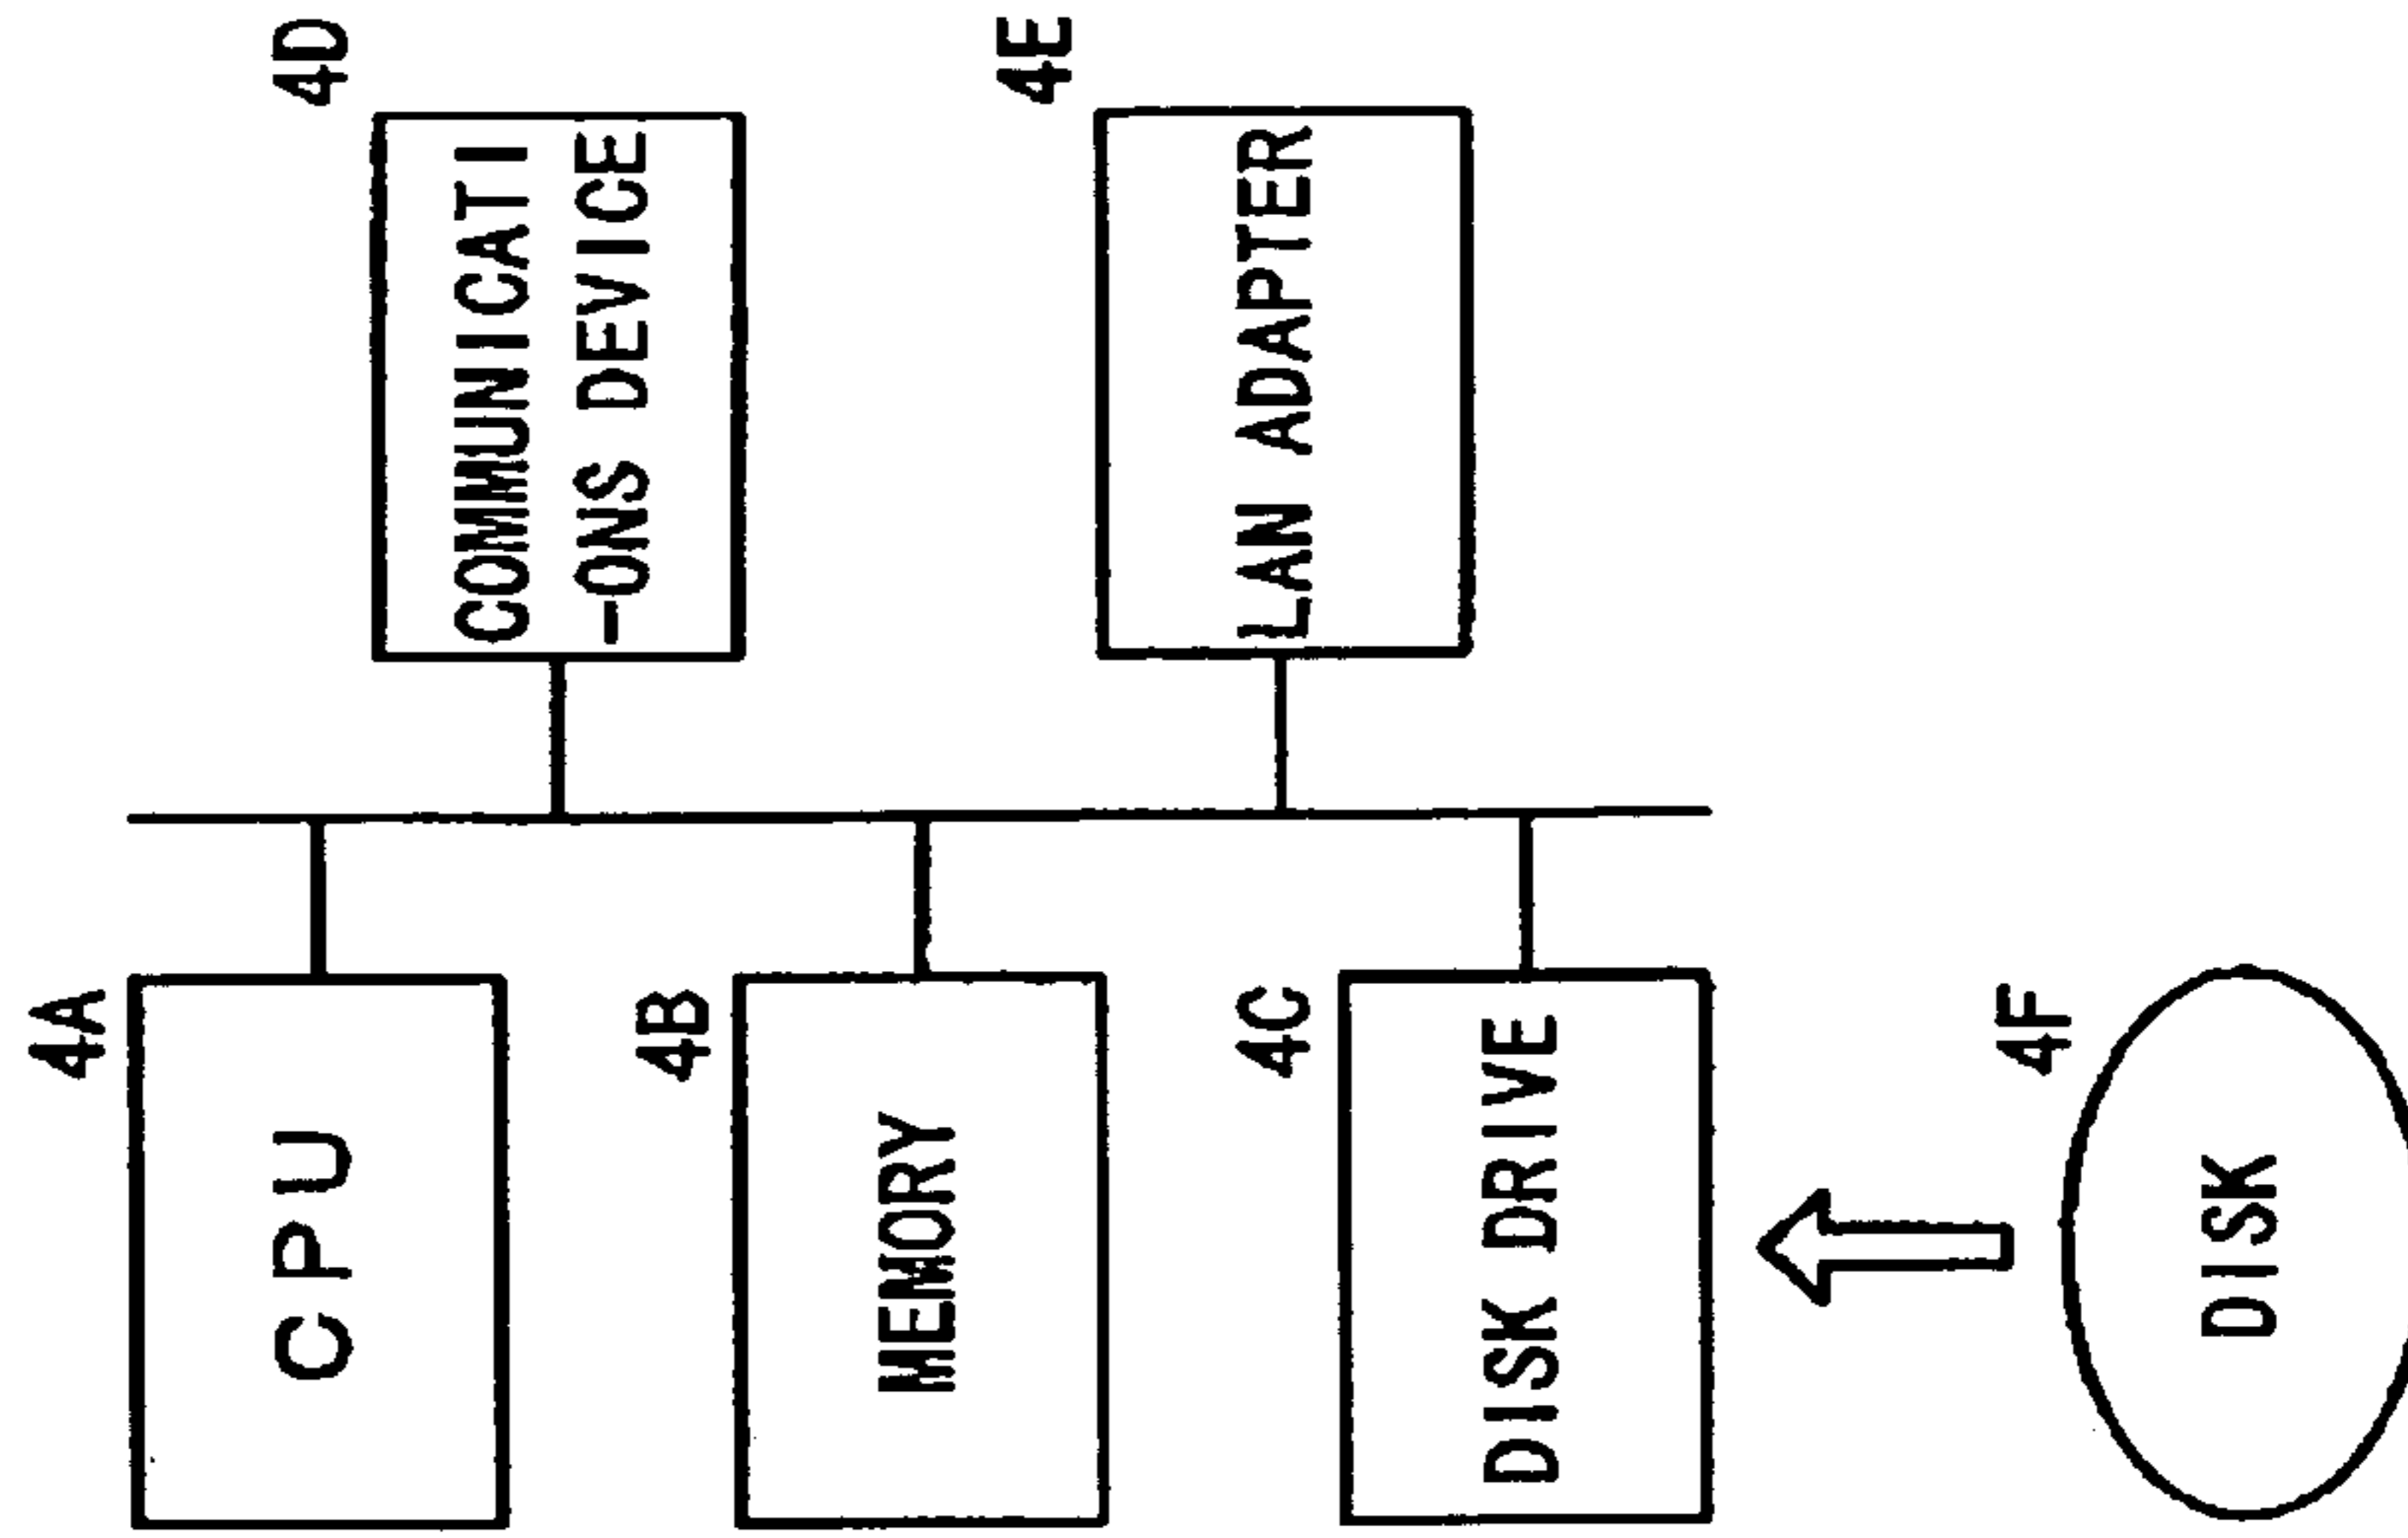 4A
CPU
4D
COMMUNICATI
-ONS DEVICE
4B
MEMORY
4E
LAN ADAPTER
4C
DISK DRIVE
4F
DISK